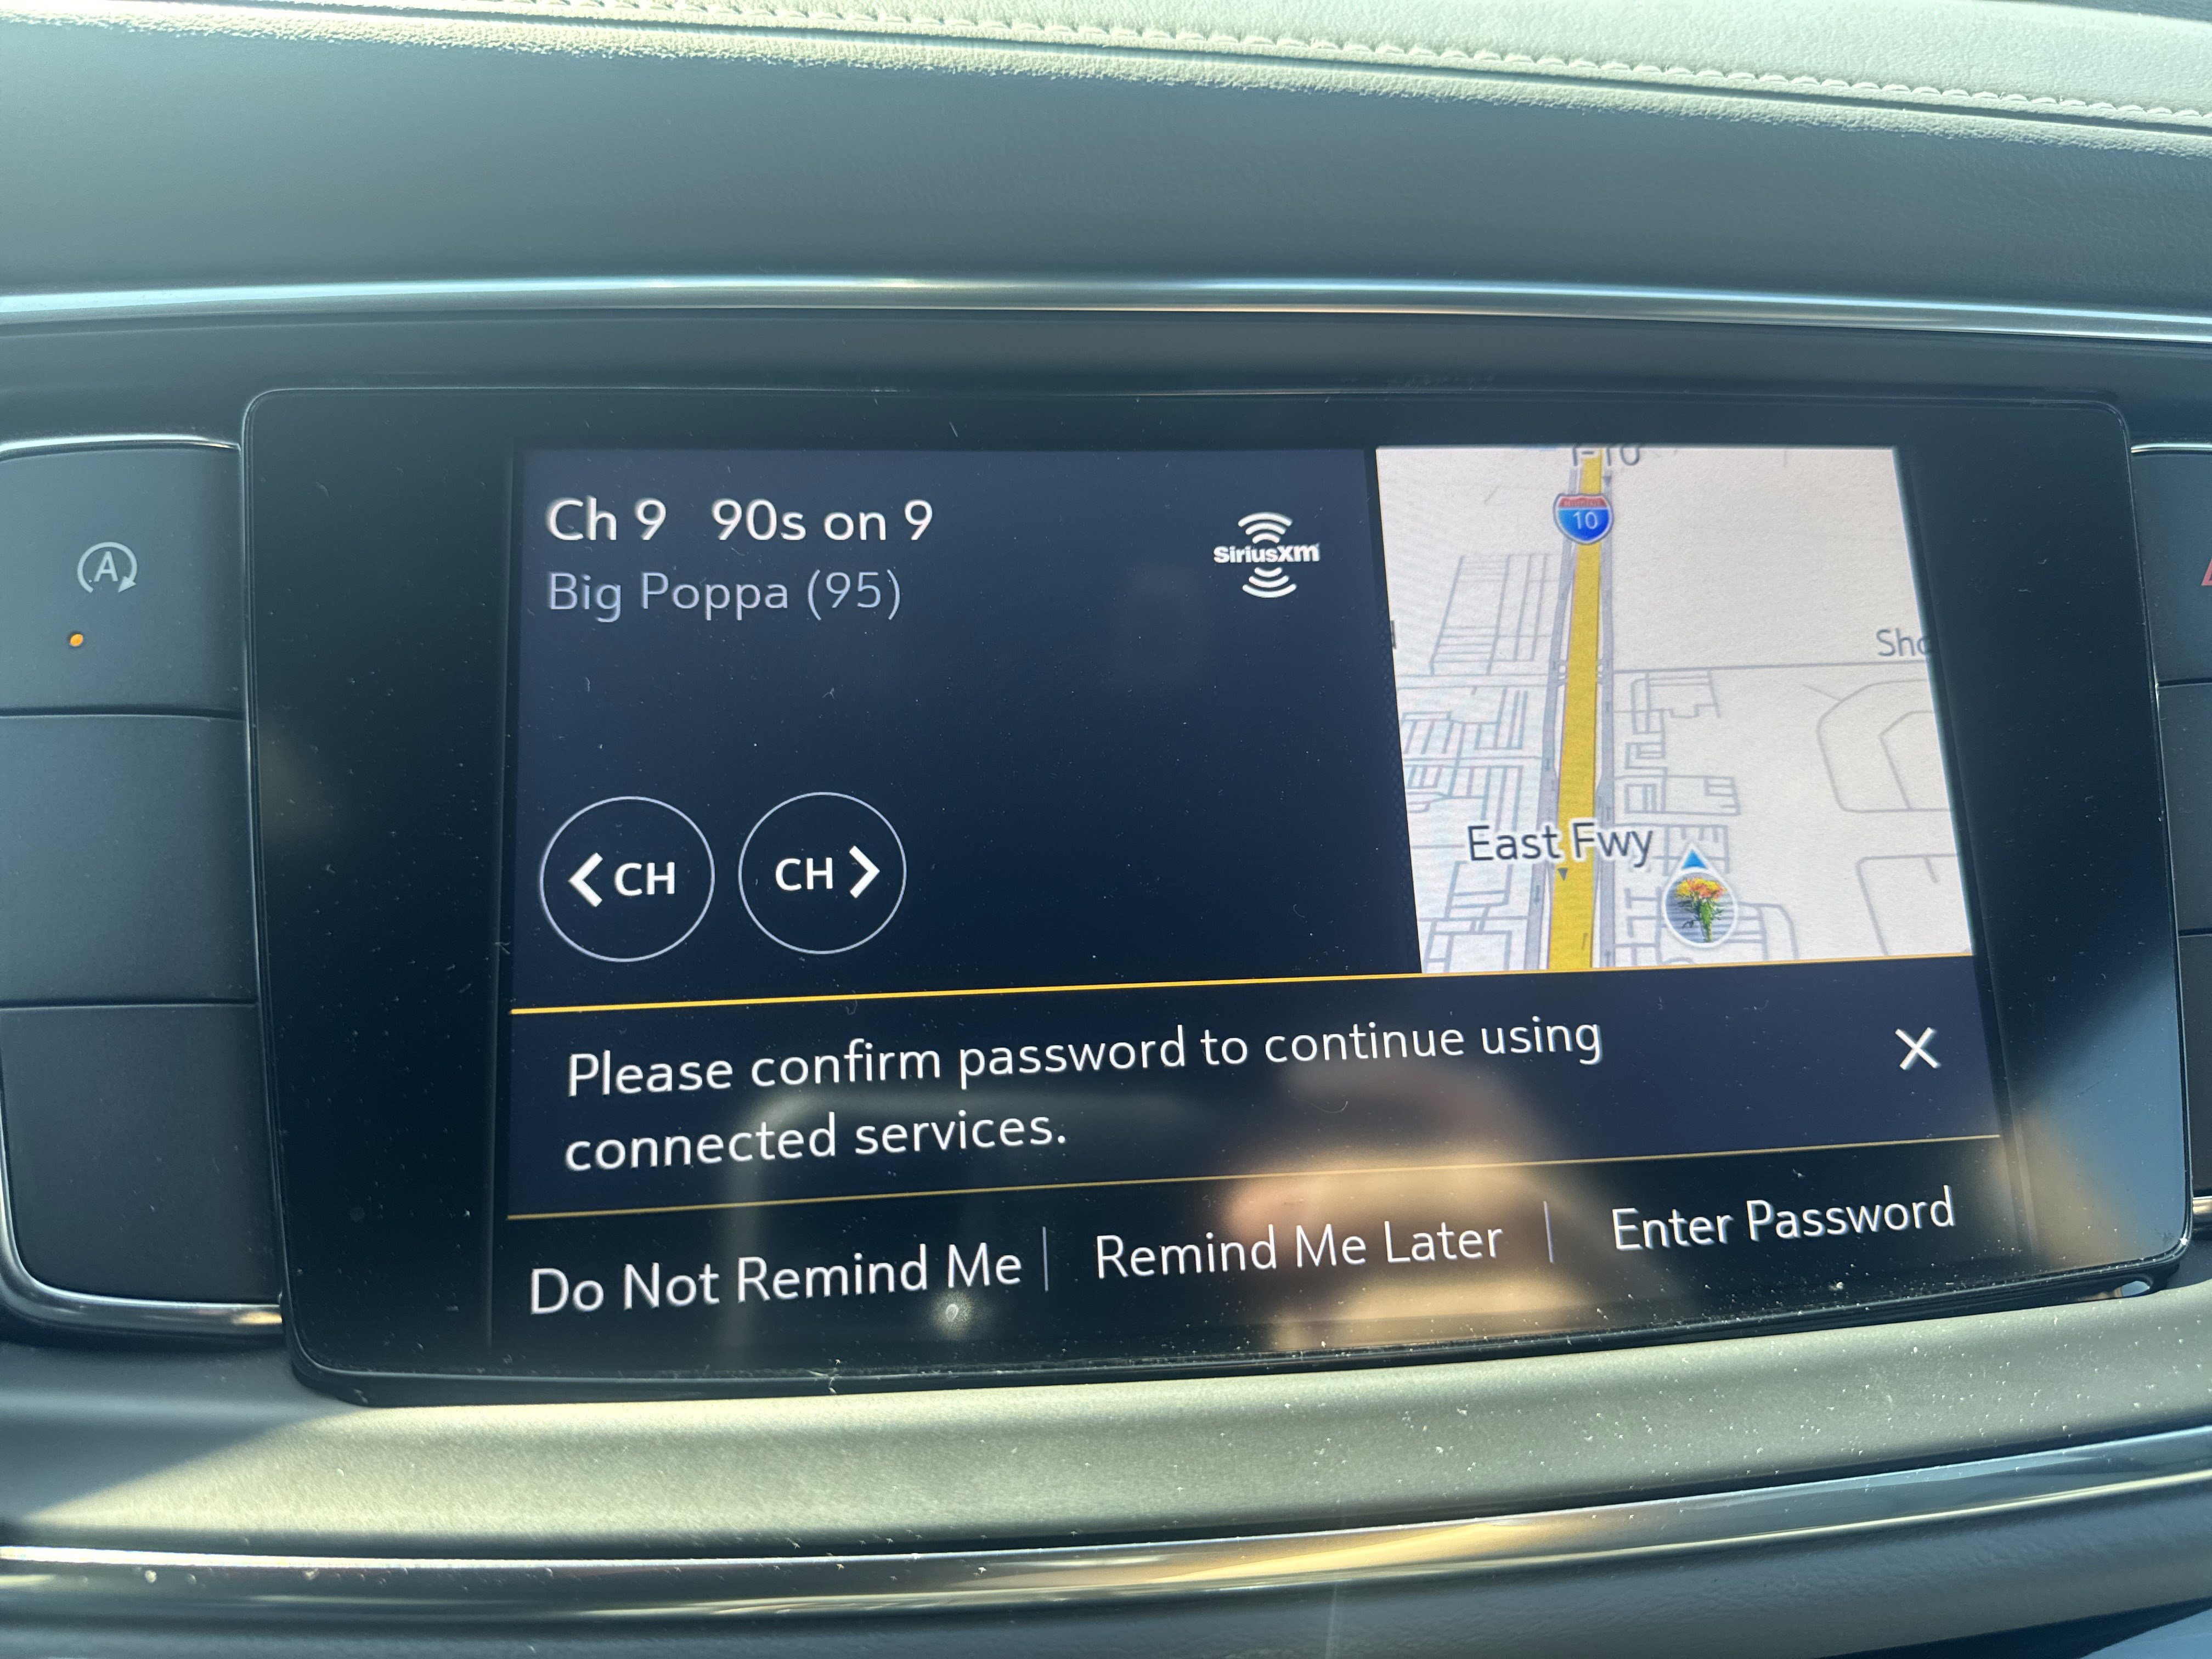 A
Ch 9 90s on 9
Big Poppa (95)
SiriusXM
I-10
10
East Fwy
CH
CH
Please confirm password to continue using
connected services.
Do Not Remind Me
Remind Me Later
Enter Password